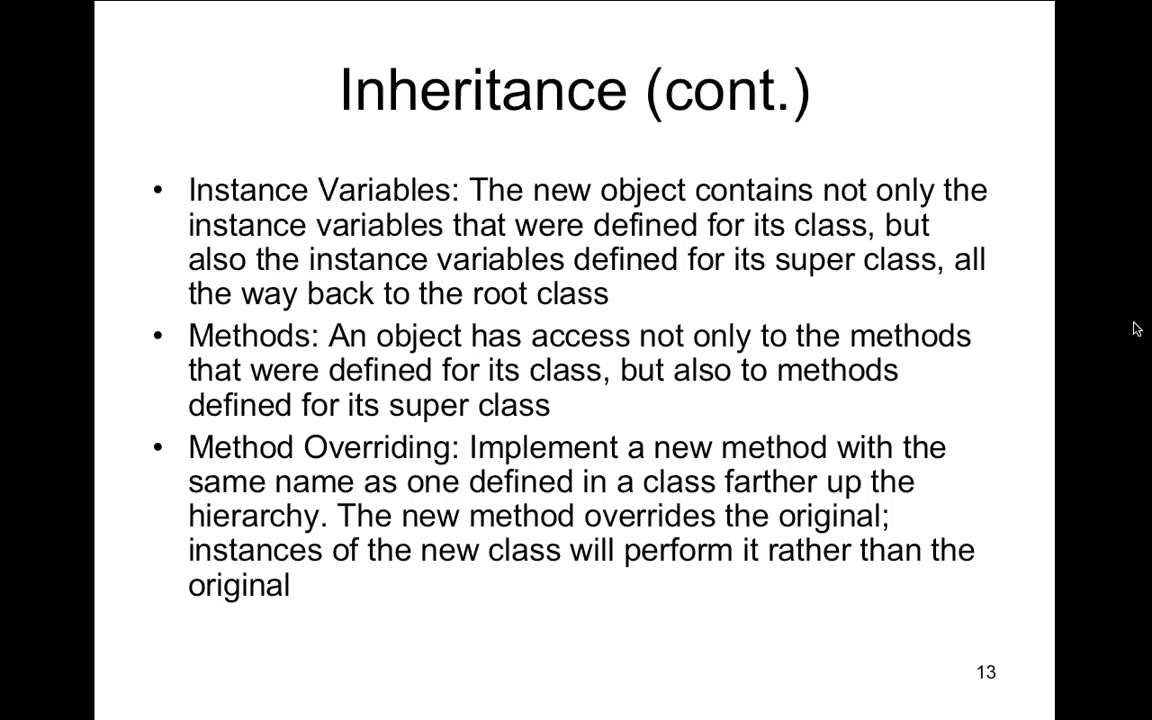 Inheritance (cont.)
• Instance Variables: The new object contains not only the
instance variables that were defined for its class, but
also the instance variables defined for its super class, all
the way back to the root class
• Methods: An object has access not only to the methods
that were defined for its class, but also to methods
defined for its super class
• Method Overriding: Implement a new method with the
same name as one defined in a class farther up the
hierarchy. The new method overrides the original;
instances of the new class will perform it rather than the
original
13